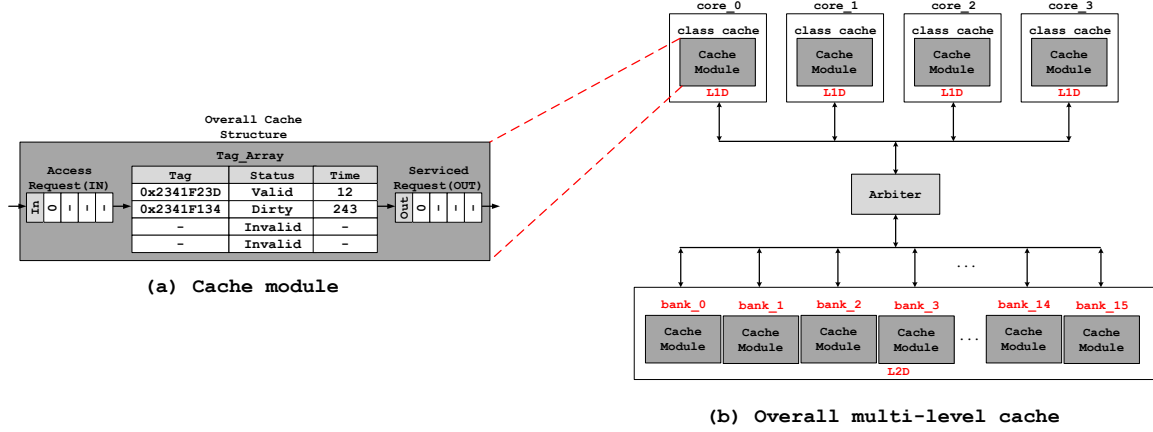 Overall Cache
Structure
Tag_Array
Access
Request(IN)
In 0 - - -
Tag Status Time
0x2341F23D Valid 12
0x2341F134 Dirty 243
- Invalid -
- Invalid -
Serviced
Request(OUT)
Out 0 - - -
(a) Cache module
core_0 core_1 core_2 core_3
class cache class cache class cache class cache
Cache Cache Cache Cache
Module Module Module Module
L1D L1D L1D L1D
Arbiter
...
bank_0 bank_1 bank_2 bank_3 bank_14 bank_15
Cache Cache Cache Cache ... Cache Cache
Module Module Module Module Module Module
L2D
(b) Overall multi-level cache